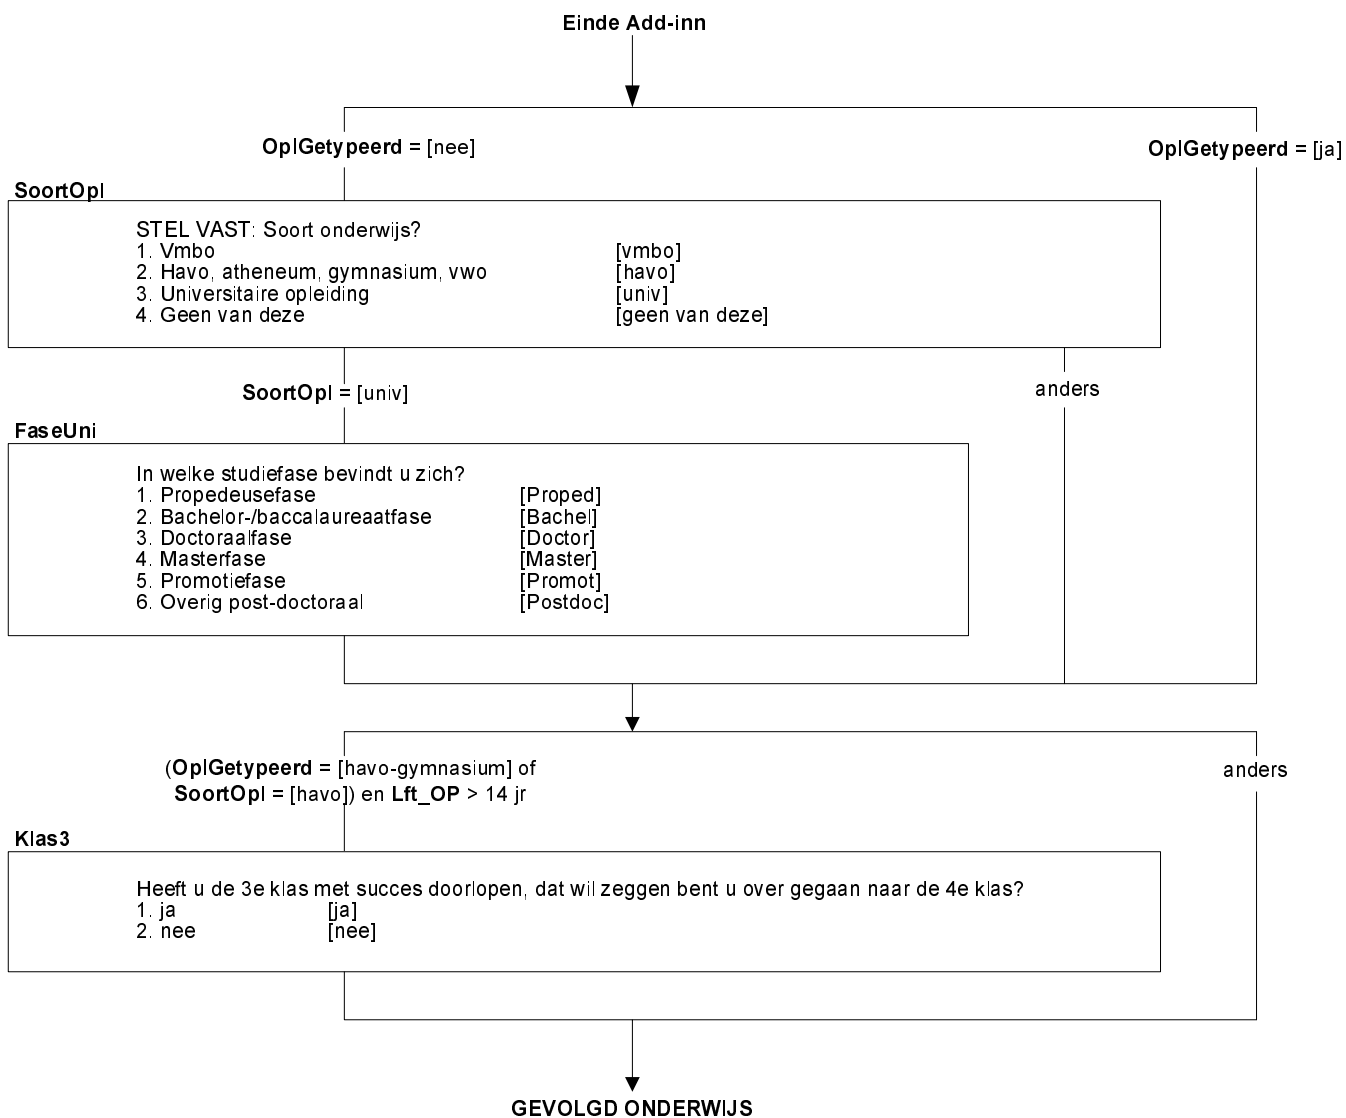 Einde Add-inn
OplGetypeerd = [nee]
OplGetypeerd = [ja]
SoortOpl
STEL VAST: Soort onderwijs?
1. Vmbo [vmbo]
2. Havo, atheneum, gymnasium, vwo [havo]
3. Universitaire opleiding [univ]
4. Geen van deze [geen van deze]
SoortOpl = [univ]
anders
FaseUni
In welke studiefase bevindt u zich?
1. Propedeusefase [Proped]
2. Bachelor-/baccalaureaatfase [Bachel]
3. Doctoraalfase [Doctor]
4. Masterfase [Master]
5. Promotiefase [Promot]
6. Overig post-doctoraal [Postdoc]
(OplGetypeerd = [havo-gymnasium] of
SoortOpl = [havo]) en Lft_OP > 14 jr
anders
Klas3
Heeft u de 3e klas met succes doorlopen, dat wil zeggen bent u over gegaan naar de 4e klas?
1. ja [ja]
2. nee [nee]
GEVOLGD ONDERWIJS